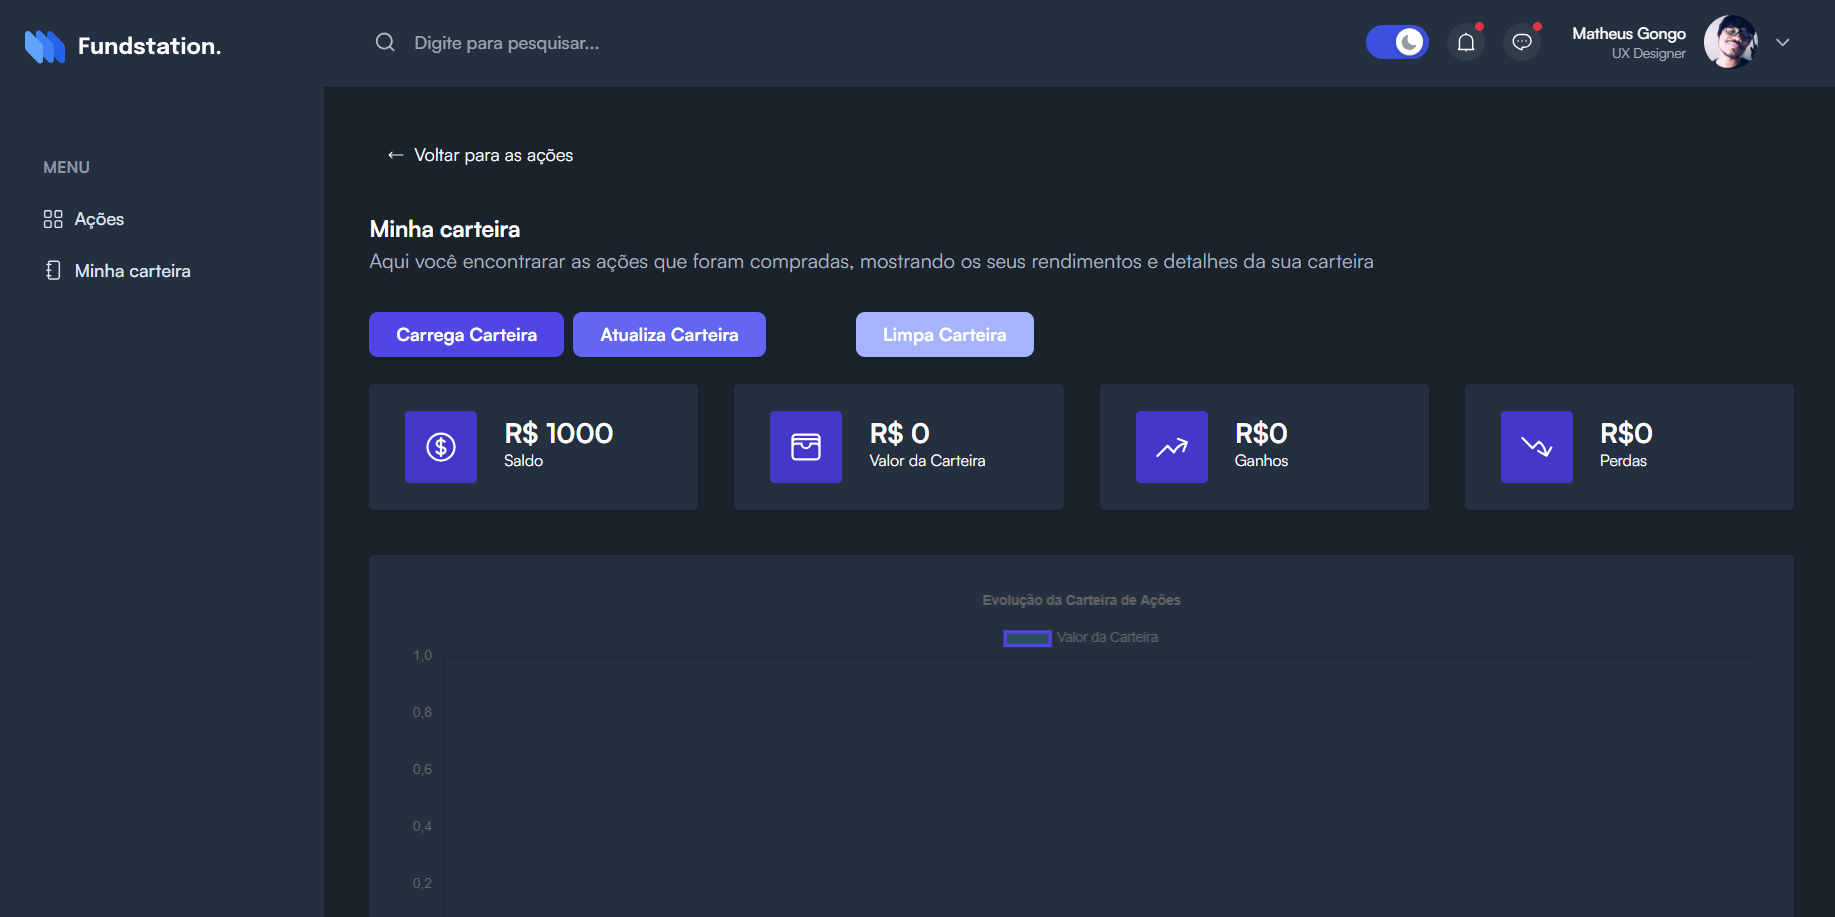 Fundstation.
Digite para pesquisar...
Matheus Gongo
UX Designer
MENU
Ações
Minha carteira
← Voltar para as ações
Minha carteira
Aqui você encontrarar as ações que foram compradas, mostrando os seus rendimentos e detalhes da sua carteira
Carrega Carteira
Atualiza Carteira
Limpa Carteira
R$ 1000
Saldo
R$ 0
Valor da Carteira
R$0
Ganhos
R$0
Perdas
Evolução da Carteira de Ações
Valor da Carteira
1,0
0,8
0,6
0,4
0,2